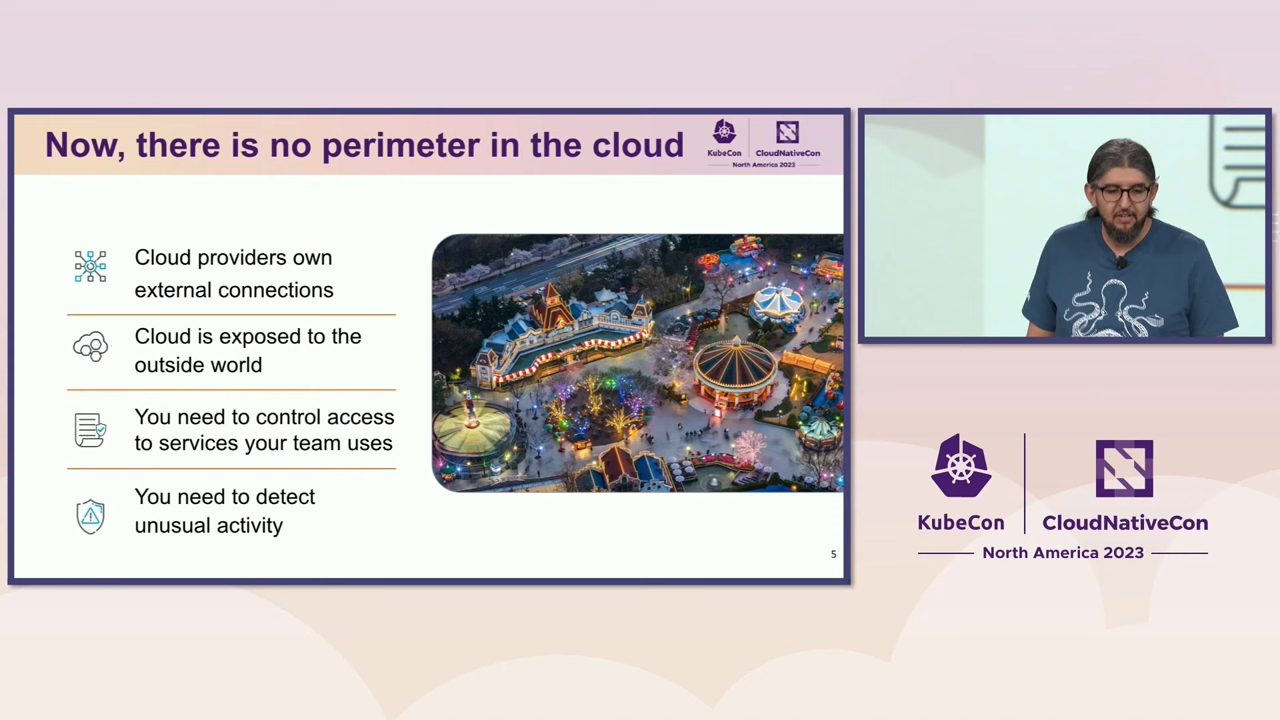 Now, there is no perimeter in the cloud
KubeCon
CloudNativeCon
North America 2023
Cloud providers own
external connections
Cloud is exposed to the
outside world
You need to control access
to services your team uses
You need to detect
unusual activity
5
KubeCon
CloudNativeCon
North America 2023